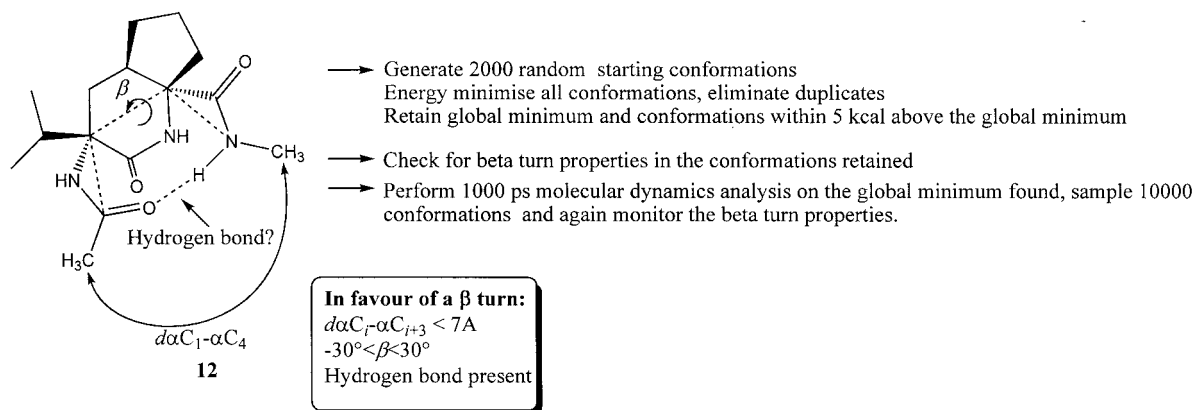 O
β
NH
N
CH₃
H
O
HN
O
Hydrogen bond?
H₃C
dαC₁-αC₄
12
Generate 2000 random starting conformations
Energy minimise all conformations, eliminate duplicates
Retain global minimum and conformations within 5 kcal above the global minimum
Check for beta turn properties in the conformations retained
Perform 1000 ps molecular dynamics analysis on the global minimum found, sample 10000
conformations and again monitor the beta turn properties.
In favour of a β turn:
dαCᵢ-αCᵢ₊₃ < 7A
-30°<β<30°
Hydrogen bond present